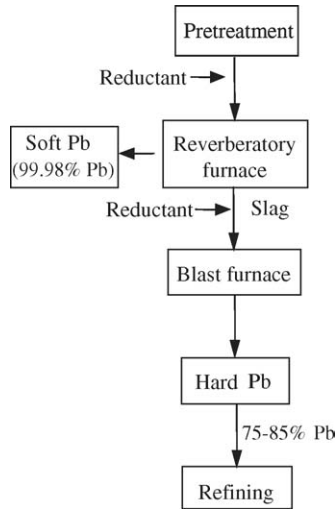 Pretreatment
Reductant
Soft Pb
(99.98% Pb)
Reverberatory
furnace
Reductant
Slag
Blast furnace
Hard Pb
75-85% Pb
Refining